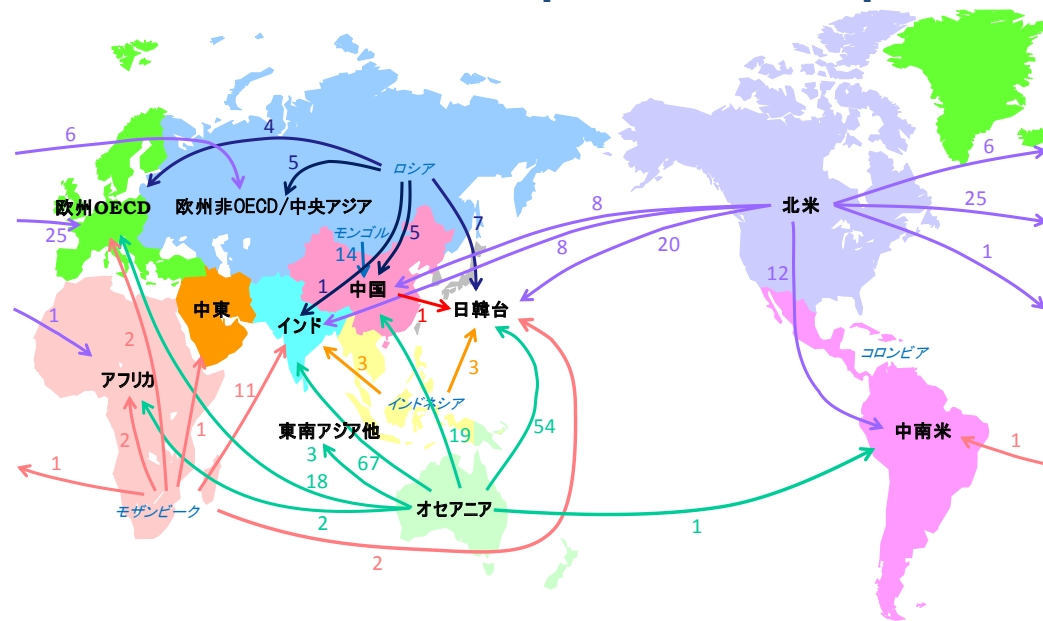 6
4
5
ロシア
6
欧州OECD
欧州非OECD/中央アジア
北米
25
25
7
8
8
20
モンゴル
14
5
1
12
1
中国
中東
インド
1
日韓台
1
2
3
3
コロンビア
アフリカ
11
インドネシア
2
1
東南アジア他
19
54
中南米
3
67
1
1
18
モザンビーク
オセアニア
2
1
2